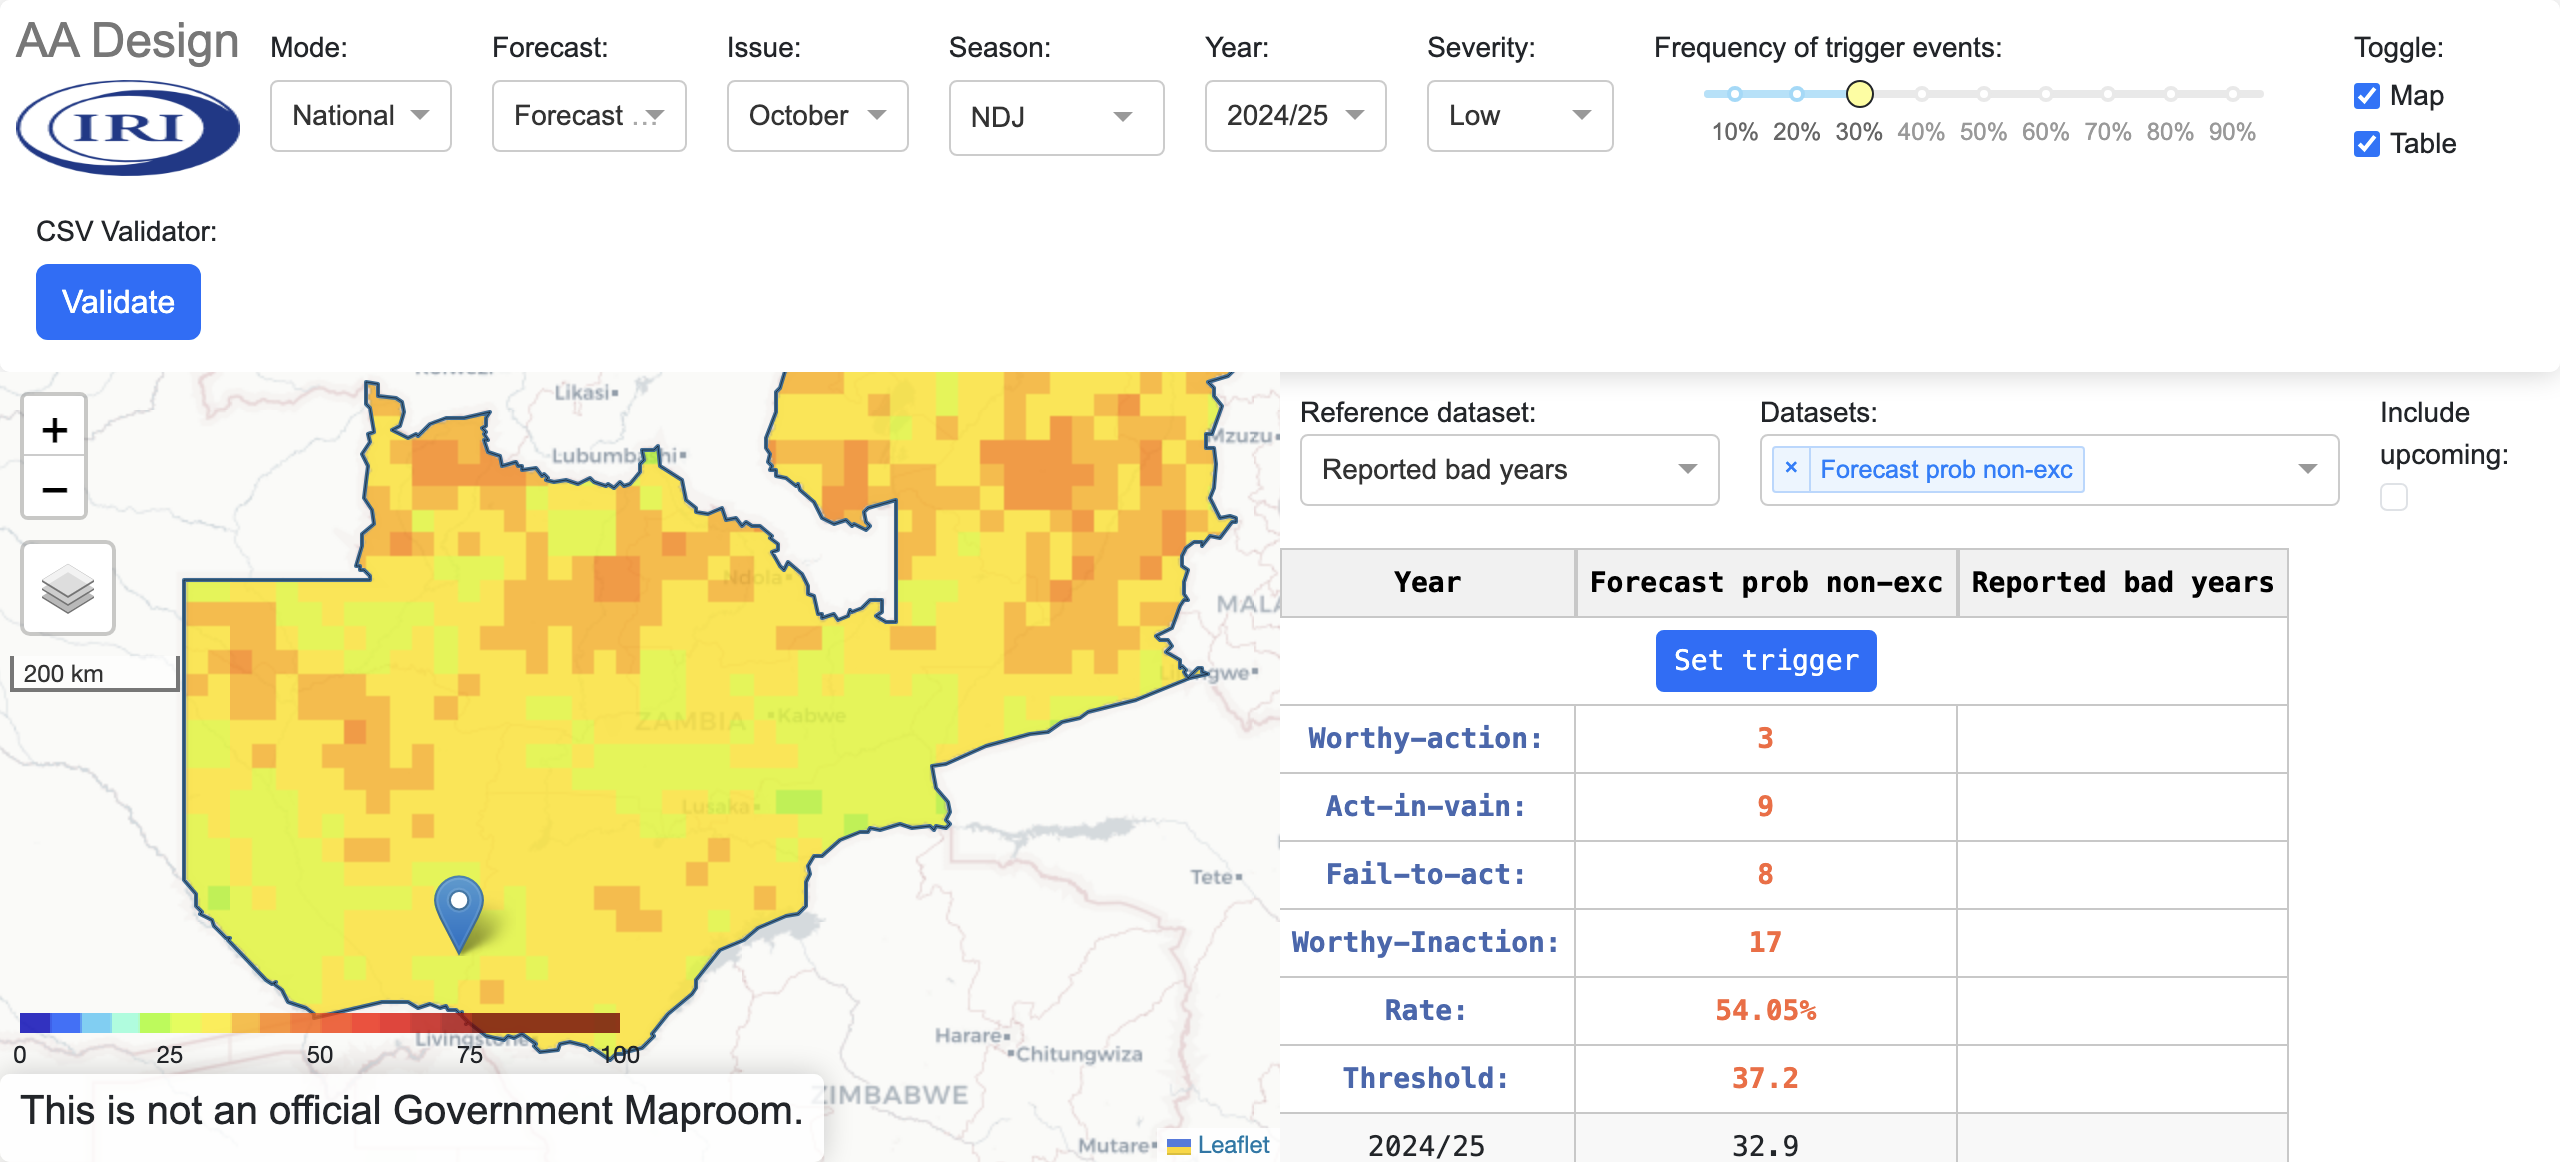 AA Design
IRI
Mode:
National
Forecast:
Forecast ...
Issue:
October
Season:
NDJ
Year:
2024/25
Severity:
Low
Frequency of trigger events:
10% 20% 30% 40% 50% 60% 70% 80% 90%
Toggle:
Map
Table
CSV Validator:
Validate
+
−
200 km
Likasi
Lubumbashi
Mzuzu
Ndola
ZAMBIA
Kabwe
Lusaka
Tete
Livingstone
Harare
Chitungwiza
ZIMBABWE
Mutare
0 25 50 75 100
This is not an official Government Maproom.
Leaflet
Reference dataset:
Reported bad years
Datasets:
× Forecast prob non-exc
Include
upcoming:
Year Forecast prob non-exc Reported bad years
Set trigger
Worthy-action: 3
Act-in-vain: 9
Fail-to-act: 8
Worthy-Inaction: 17
Rate: 54.05%
Threshold: 37.2
2024/25 32.9